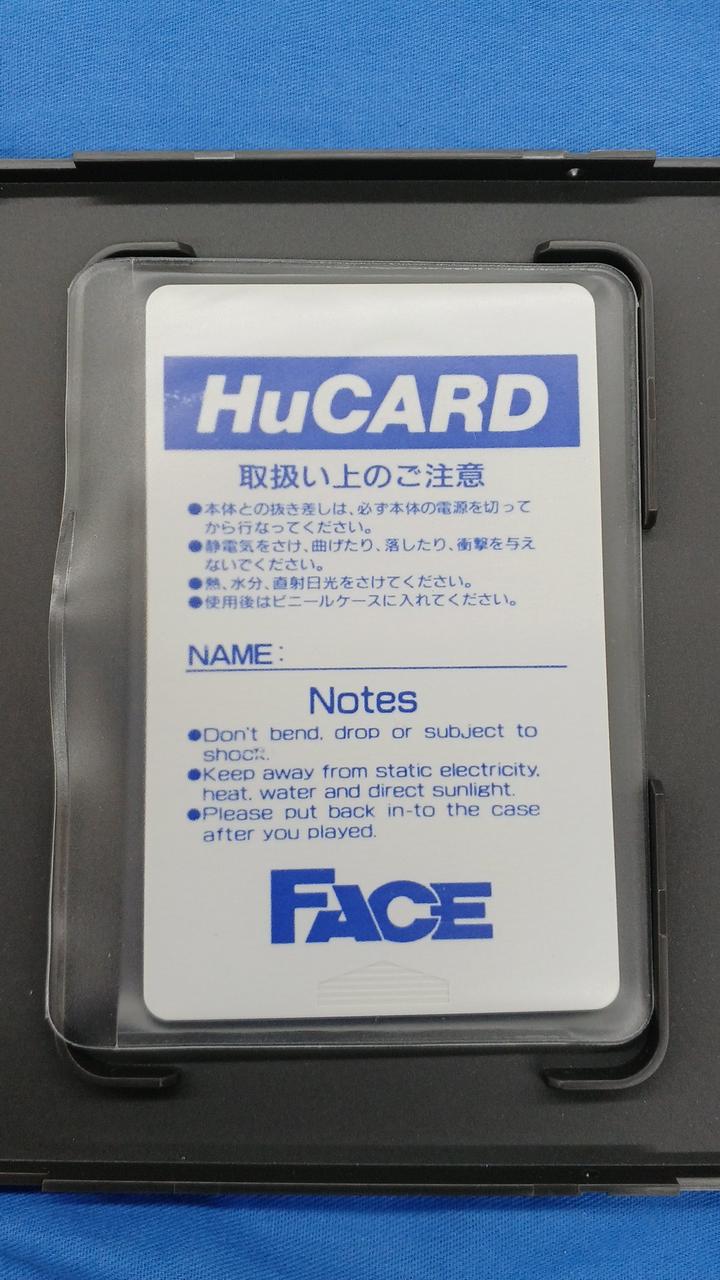 HuCARD
取扱い上のご注意
●本体との抜き差しは、必ず本体の電源を切って
から行なってください。
●静電気をさけ、曲げたり、落したり、衝撃を与え
ないでください。
●熱、水分、直射日光をさけてください。
●使用後はビニールケースに入れてください。
NAME:
Notes
●Don't bend, drop or subject to
shock.
●Keep away from static electricity,
heat, water and direct sunlight.
●Please put back in-to the case
after you played.
FACE